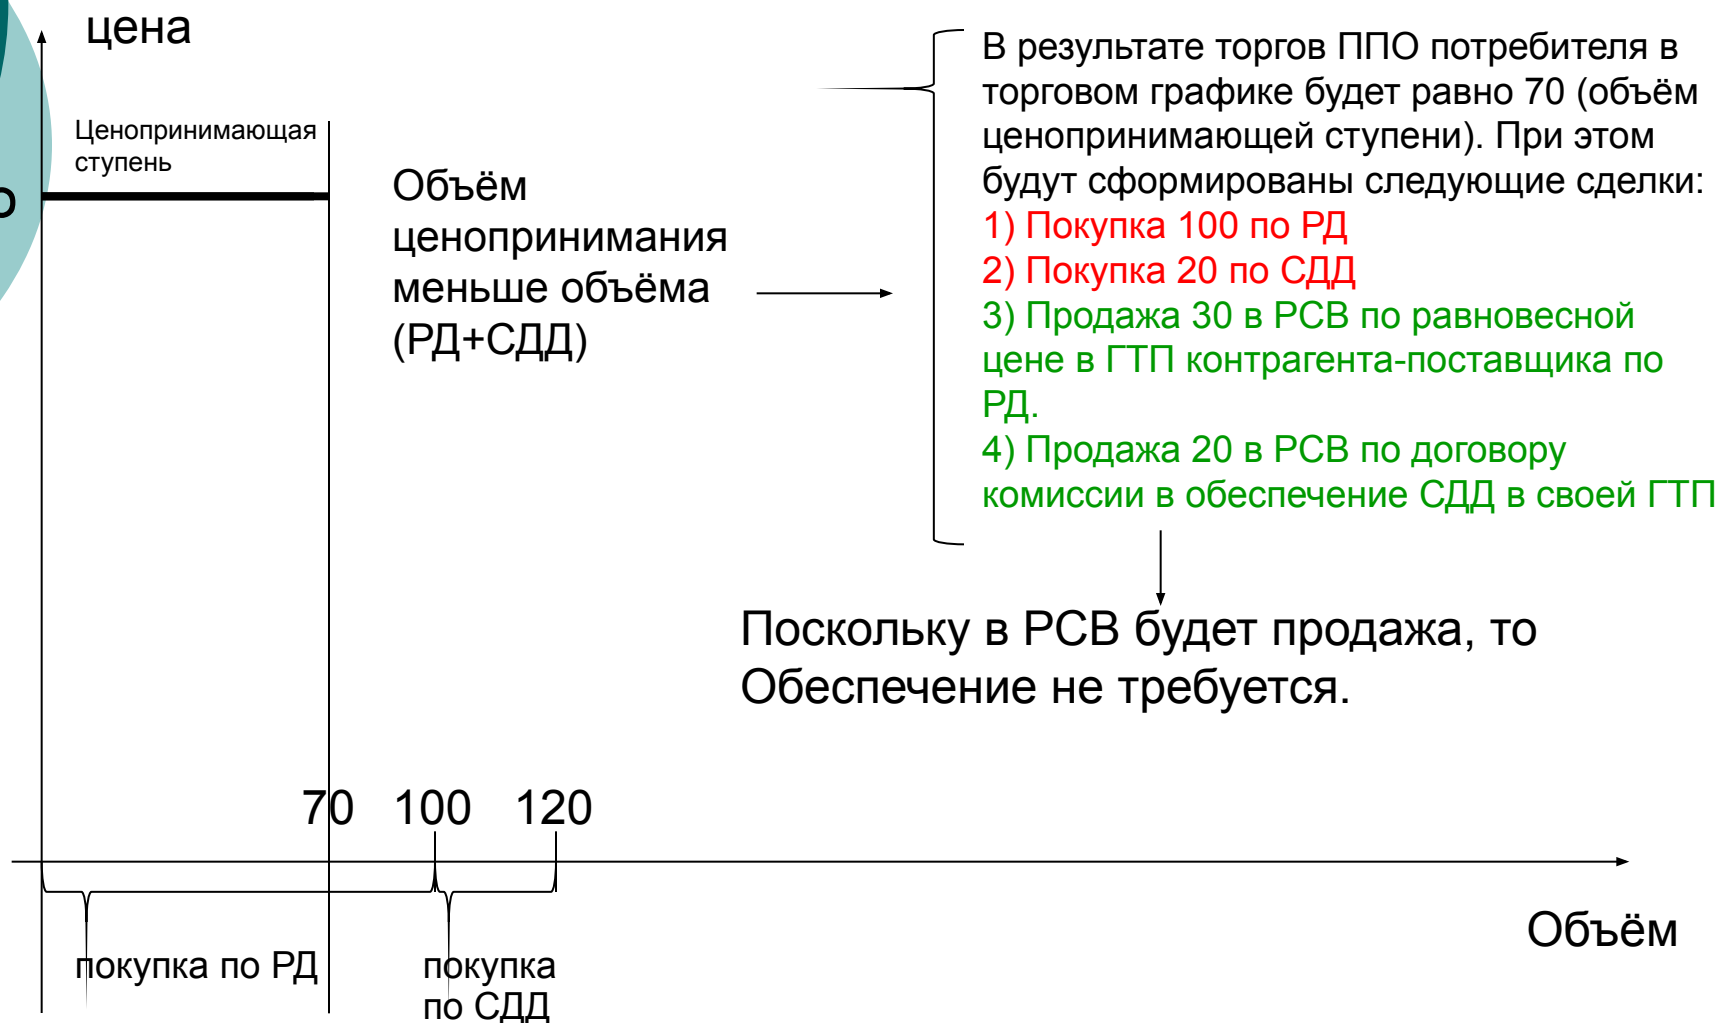 цена
Ценопринимающая
ступень
Объём
ценопринимания
меньше объёма
(РД+СДД)
В результате торгов ППО потребителя в
торговом графике будет равно 70 (объём
ценопринимающей ступени). При этом
будут сформированы следующие сделки:
1) Покупка 100 по РД
2) Покупка 20 по СДД
3) Продажа 30 в РСВ по равновесной
цене в ГТП контрагента-поставщика по
РД.
4) Продажа 20 в РСВ по договору
комиссии в обеспечение СДД в своей ГТП
Поскольку в РСВ будет продажа, то
Обеспечение не требуется.
70 100 120
Объём
покупка по РД
покупка
по СДД